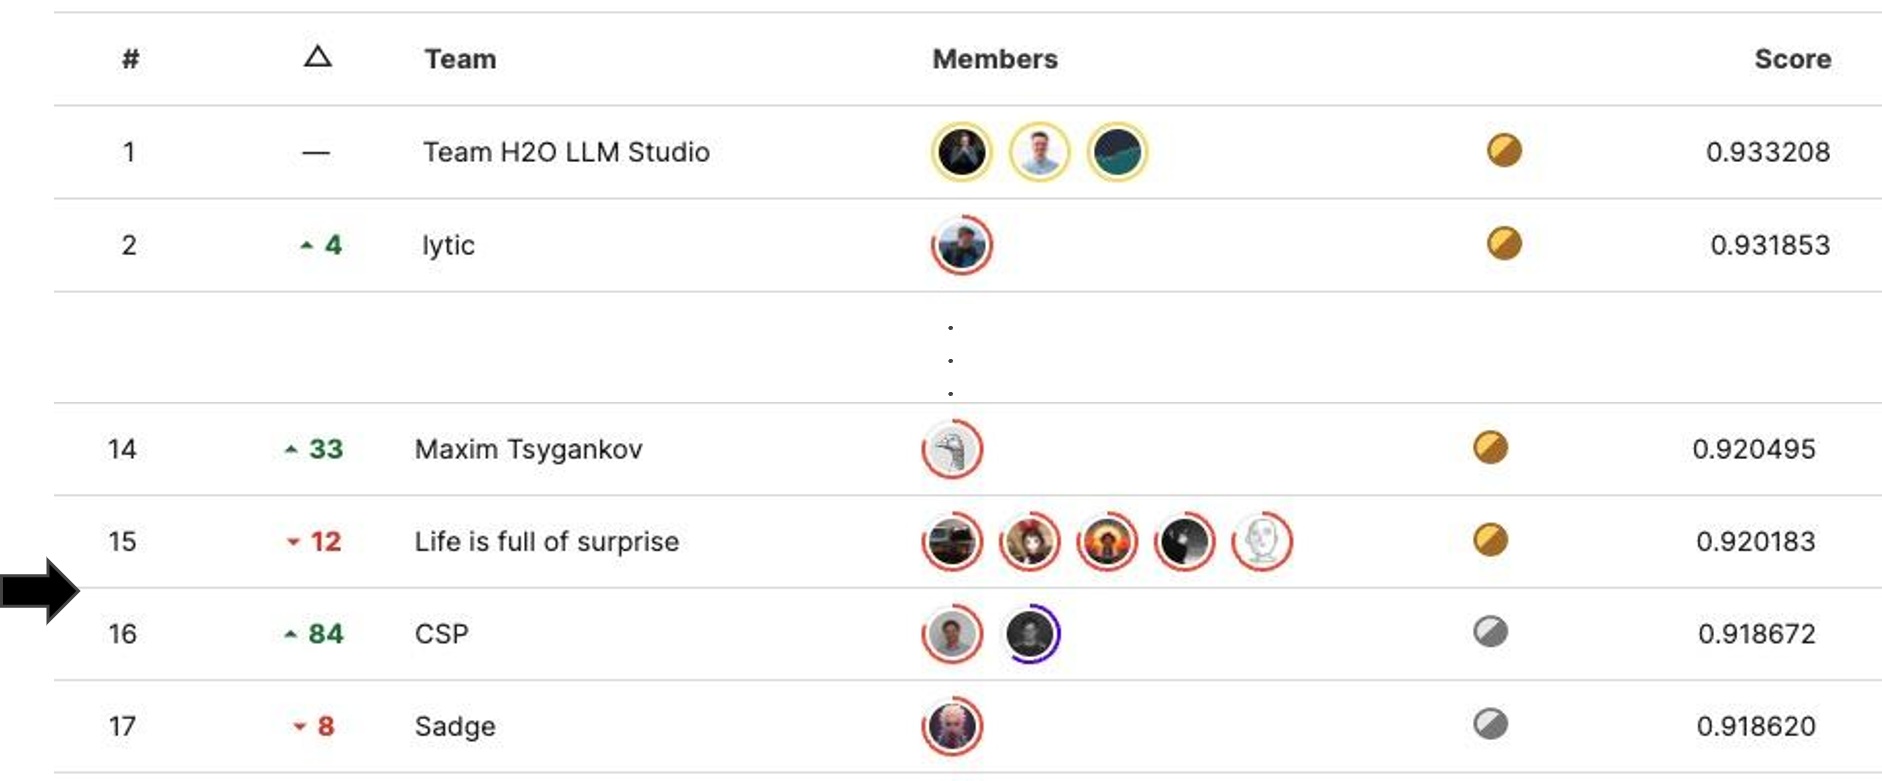 # △ Team Members Score
1 — Team H2O LLM Studio 0.933208
2 ▲ 4 lytic 0.931853
.
.
.
14 ▲ 33 Maxim Tsygankov 0.920495
15 ▼ 12 Life is full of surprise 0.920183
16 ▲ 84 CSP 0.918672
17 ▼ 8 Sadge 0.918620